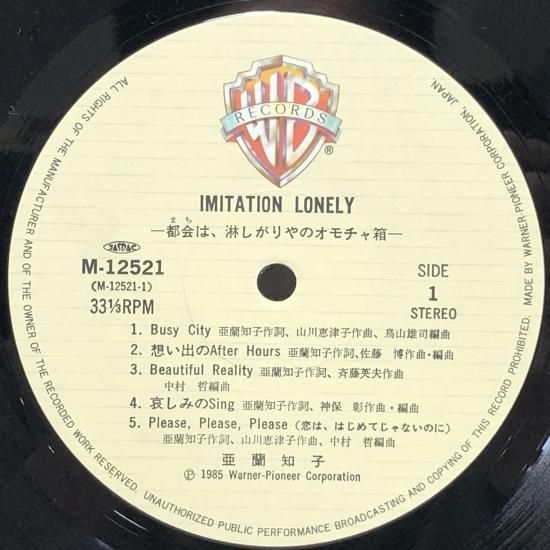 WB
RECORDS
®
IMITATION LONELY
まち
—都会は、淋しがりやのオモチャ箱—
JASRAC
M-12521
(M-12521-1)
33⅓RPM
SIDE
1
STEREO
1. Busy City 亜蘭知子作詞、山川恵津子作曲、鳥山雄司編曲
2. 想い出のAfter Hours 亜蘭知子作詞、佐藤 博作曲・編曲
3. Beautiful Reality 亜蘭知子作詞、斉藤英夫作曲
中村 哲編曲
4. 哀しみのSing 亜蘭知子作詞、神保 彰作曲・編曲
5. Please, Please, Please (恋は、はじめてじゃないのに)
亜蘭知子作詞、山川恵津子作曲、中村 哲編曲
亜蘭知子
Ⓟ 1985 Warner-Pioneer Corporation
ALL RIGHTS OF THE MANUFACTURER AND OF THE OWNER OF THE RECORDED WORK RESERVED. UNAUTHORIZED PUBLIC PERFORMANCE BROADCASTING AND COPYING OF THIS RECORD PROHIBITED. MADE BY WARNER-PIONEER CORPORATION, JAPAN.